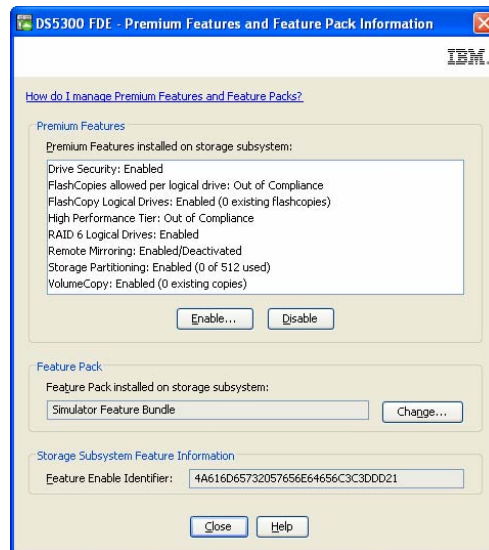 DS5300 FDE - Premium Features and Feature Pack Information
IBM.
How do I manage Premium Features and Feature Packs?
Premium Features
Premium Features installed on storage subsystem:
Drive Security: Enabled
FlashCopies allowed per logical drive: Out of Compliance
FlashCopy Logical Drives: Enabled (0 existing flashcopies)
High Performance Tier: Out of Compliance
RAID 6 Logical Drives: Enabled
Remote Mirroring: Enabled/Deactivated
Storage Partitioning: Enabled (0 of 512 used)
VolumeCopy: Enabled (0 existing copies)
Enable... Disable
Feature Pack
Feature Pack installed on storage subsystem:
Simulator Feature Bundle Change...
Storage Subsystem Feature Information
Feature Enable Identifier: 4A616D65732057656E64656C3C3DDD21
Close Help